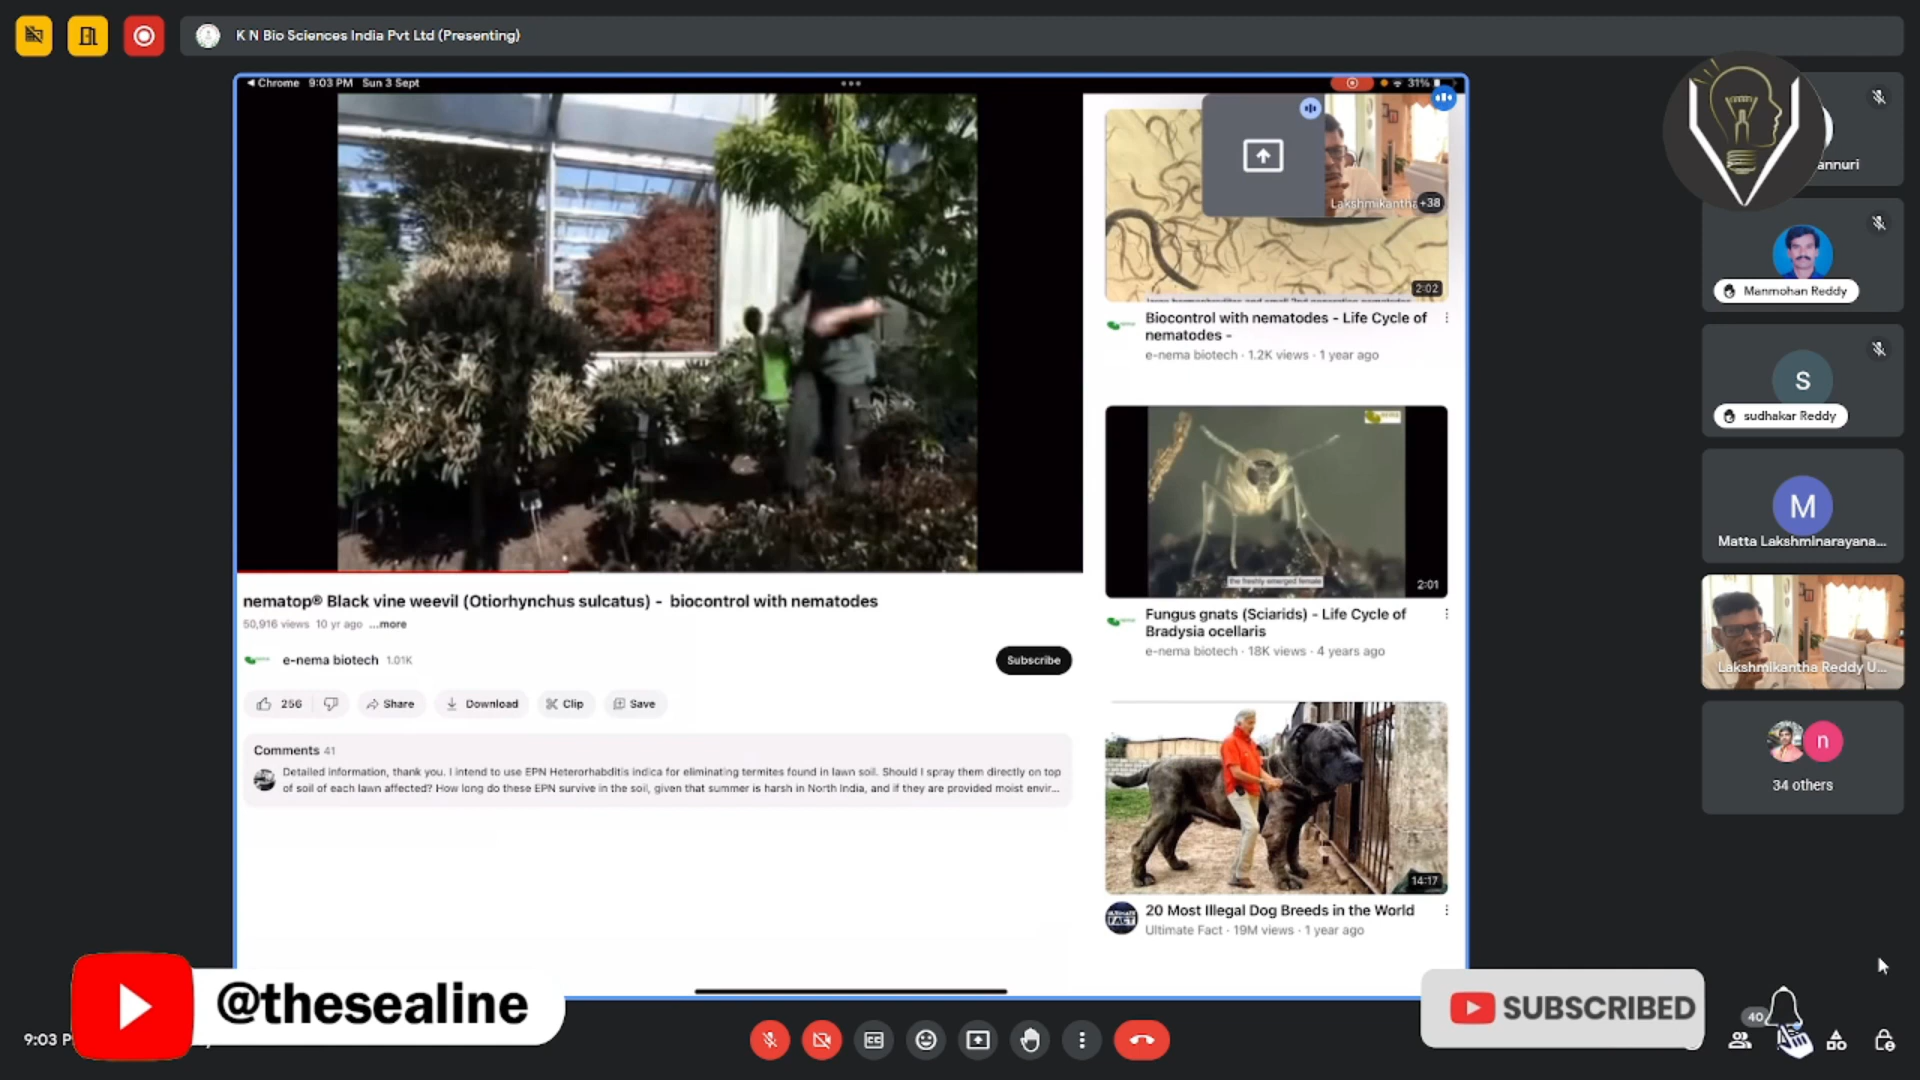 K N Bio Sciences India Pvt Ltd (Presenting)
Chrome 9:03 PM Sun 3 Sept
31%
Lakshmikantha
+38
2:02
Biocontrol with nematodes - Life Cycle of
nematodes -
e-nema biotech · 1.2K views · 1 year ago
the freshly emerged female
2:01
Fungus gnats (Sciarids) - Life Cycle of
Bradysia ocellaris
e-nema biotech · 18K views · 4 years ago
14:17
ULTIMATE
FACT
20 Most Illegal Dog Breeds in the World
Ultimate Fact · 19M views · 1 year ago
nematop® Black vine weevil (Otiorhynchus sulcatus) - biocontrol with nematodes
50,916 views 10 yr ago ...more
e-nema biotech 1.01K
Subscribe
256
Share
Download
Clip
Save
Comments 41
Detailed information, thank you. I intend to use EPN Heterorhabditis indica for eliminating termites found in lawn soil. Should I spray them directly on top
of soil of each lawn affected? How long do these EPN survive in the soil, given that summer is harsh in North India, and if they are provided moist envir...
annuri
Manmohan Reddy
S
sudhakar Reddy
M
Matta Lakshminarayana...
Lakshmikantha Reddy U...
n
34 others
@thesealine
SUBSCRIBED
9:03 P
CC
40